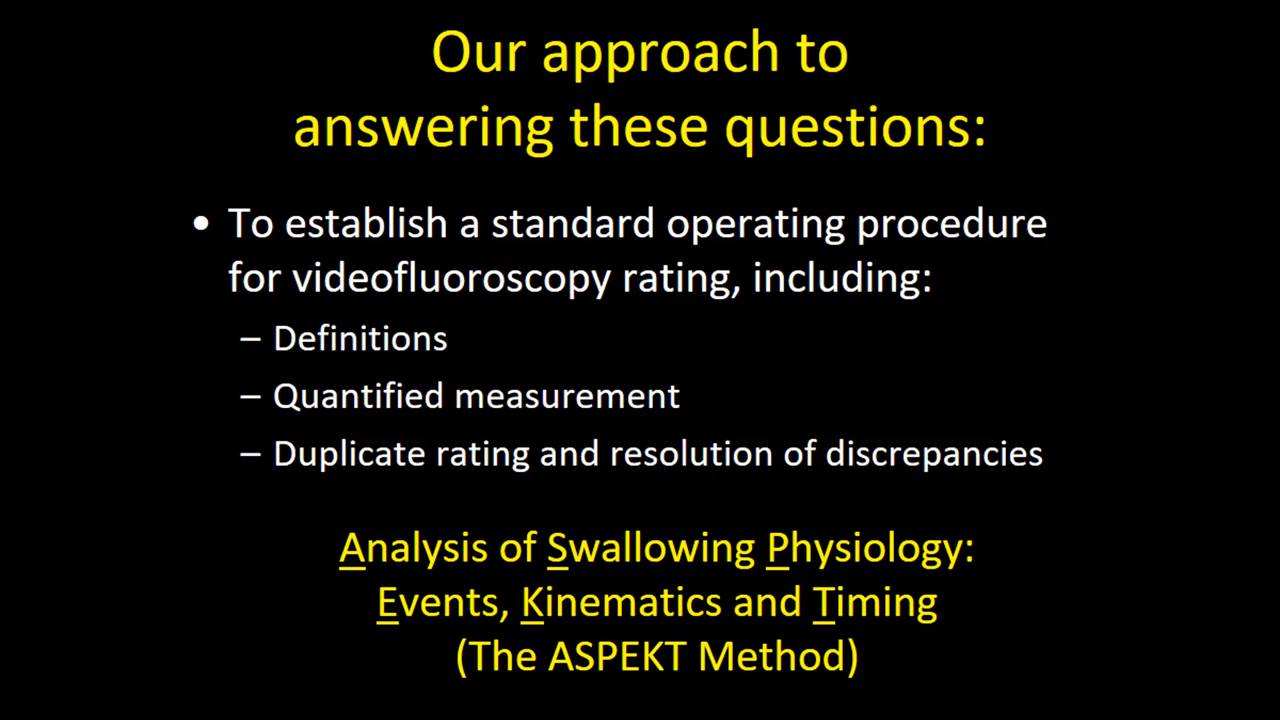 Our approach to
answering these questions:
• To establish a standard operating procedure
for videofluoroscopy rating, including:
– Definitions
– Quantified measurement
– Duplicate rating and resolution of discrepancies
Analysis of Swallowing Physiology:
Events, Kinematics and Timing
(The ASPEKT Method)